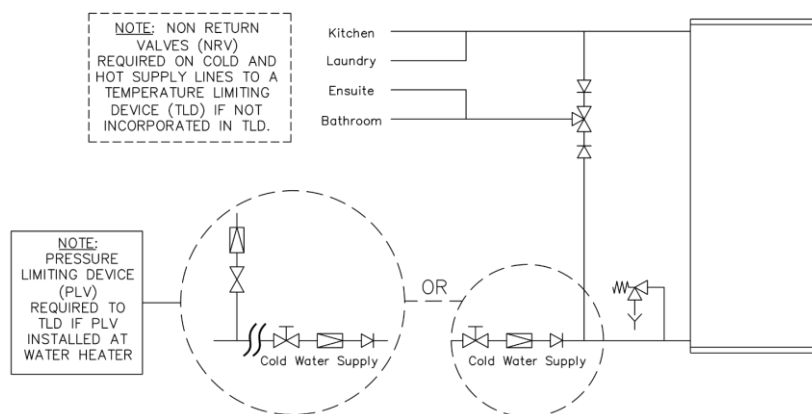 NOTE: NON RETURN
VALVES (NRV)
REQUIRED ON COLD AND
HOT SUPPLY LINES TO A
TEMPERATURE LIMITING
DEVICE (TLD) IF NOT
INCORPORATED IN TLD.
Kitchen
Laundry
Ensuite
Bathroom
NOTE:
PRESSURE
LIMITING DEVICE
(PLV)
REQUIRED TO
TLD IF PLV
INSTALLED AT
WATER HEATER
OR
Cold Water Supply
Cold Water Supply